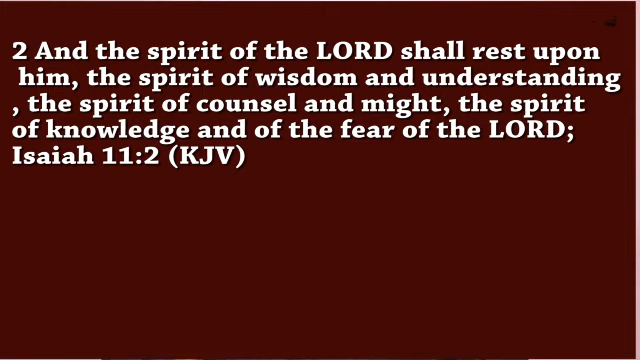 2 And the spirit of the LORD shall rest upon
him, the spirit of wisdom and understanding
, the spirit of counsel and might, the spirit
of knowledge and of the fear of the LORD;
Isaiah 11:2 (KJV)